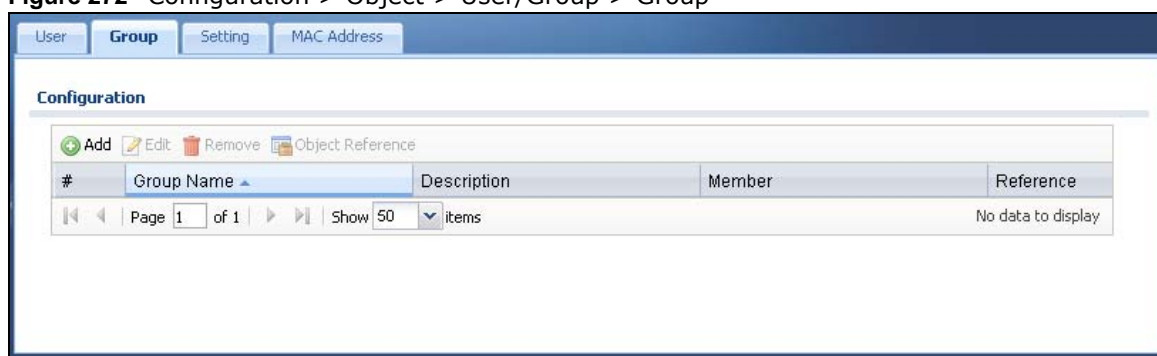 Figure 272 Configuration > Object > User/Group > Group
User Group Setting MAC Address
Configuration
Add Edit Remove Object Reference
# Group Name Description Member Reference
Page 1 of 1 Show 50 items No data to display